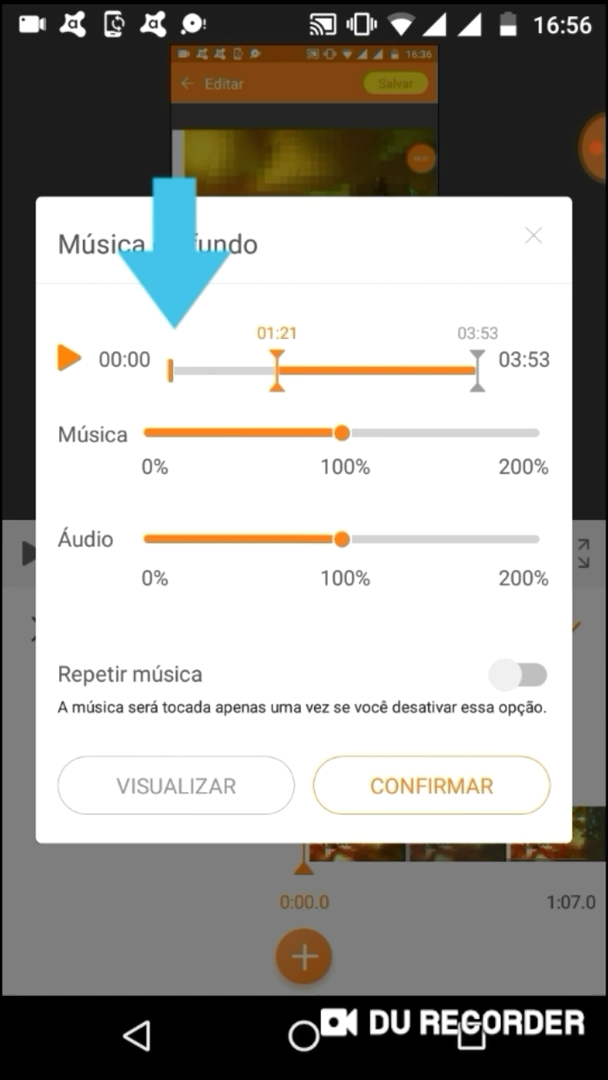 16:56
16:36
Editar
Salvar
Música fundo
01:21
03:53
00:00
03:53
Música
0%
100%
200%
Áudio
0%
100%
200%
Repetir música
A música será tocada apenas uma vez se você desativar essa opção.
VISUALIZAR
CONFIRMAR
0:00.0
1:07.0
DU RECORDER